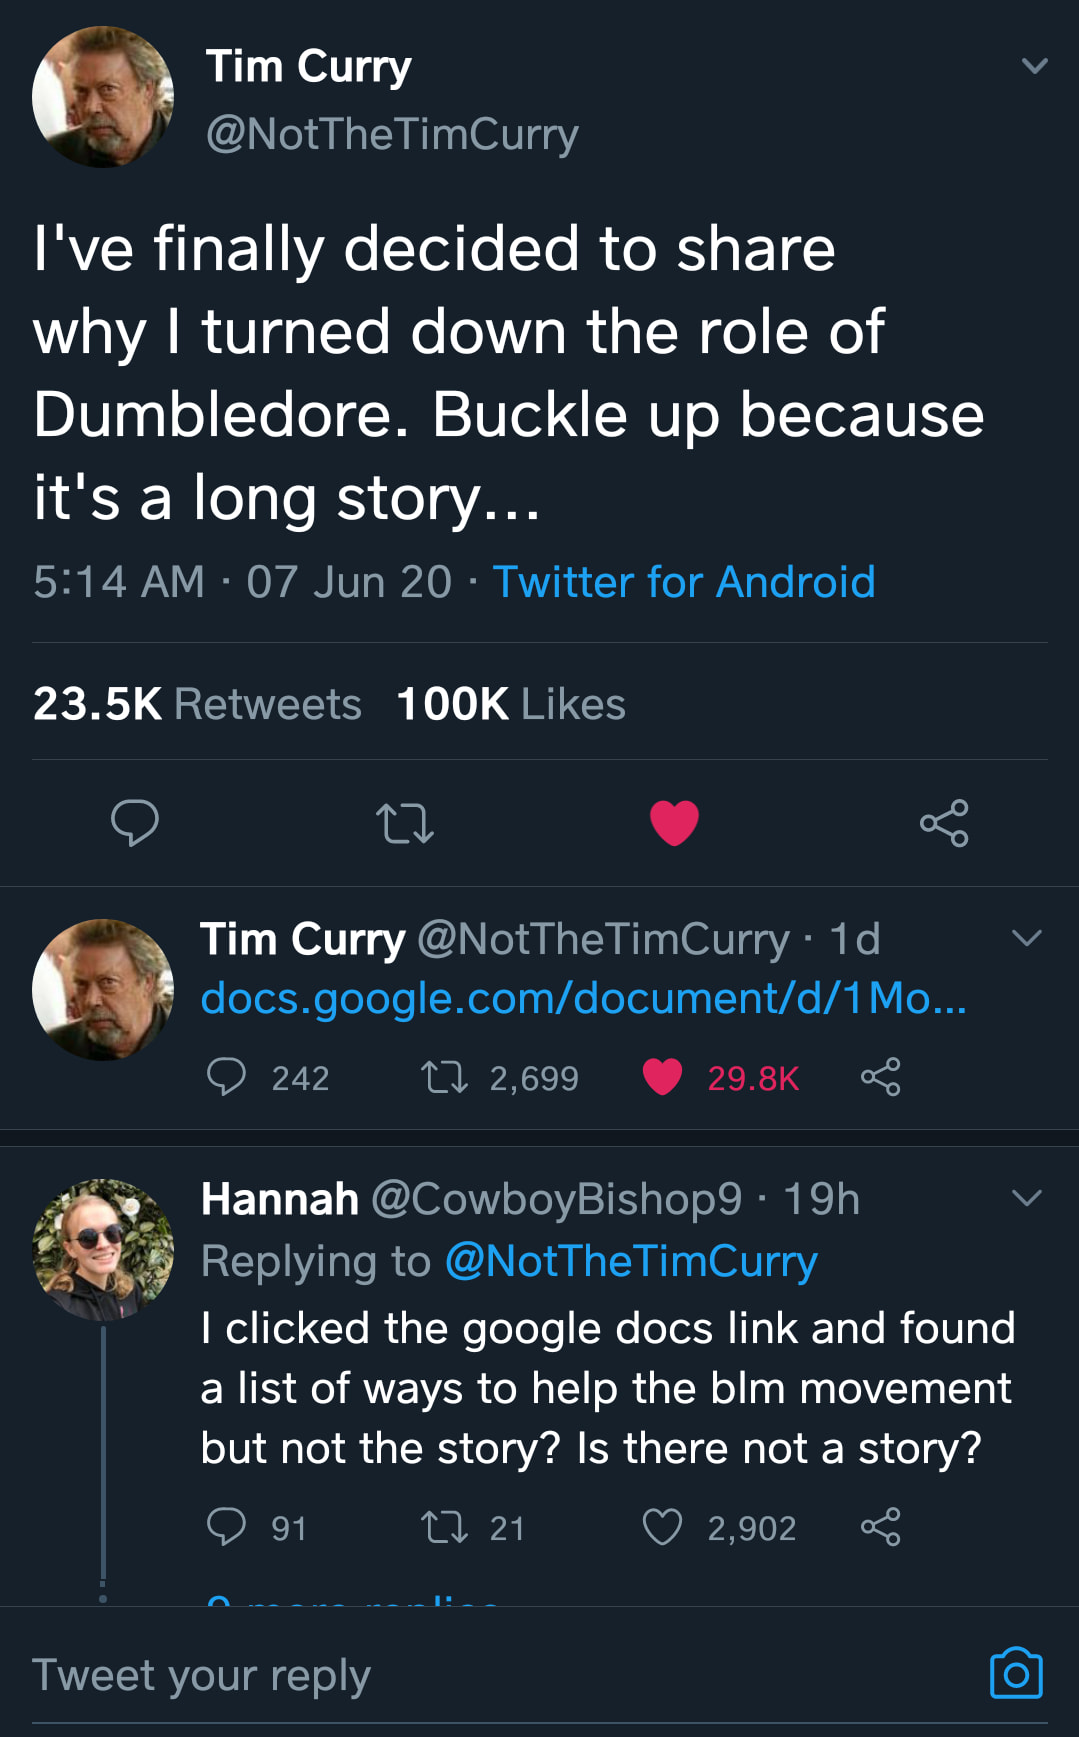 Tim Curry
@NotTheTimCurry
I've finally decided to share
why I turned down the role of
Dumbledore. Buckle up because
it's a long story...
5:14 AM · 07 Jun 20 · Twitter for Android
23.5K Retweets 100K Likes
Tim Curry @NotTheTimCurry · 1d
docs.google.com/document/d/1Mo...
242 2,699 29.8K
Hannah @CowboyBishop9 · 19h
Replying to @NotTheTimCurry
I clicked the google docs link and found
a list of ways to help the blm movement
but not the story? Is there not a story?
91 21 2,902
more replies
Tweet your reply